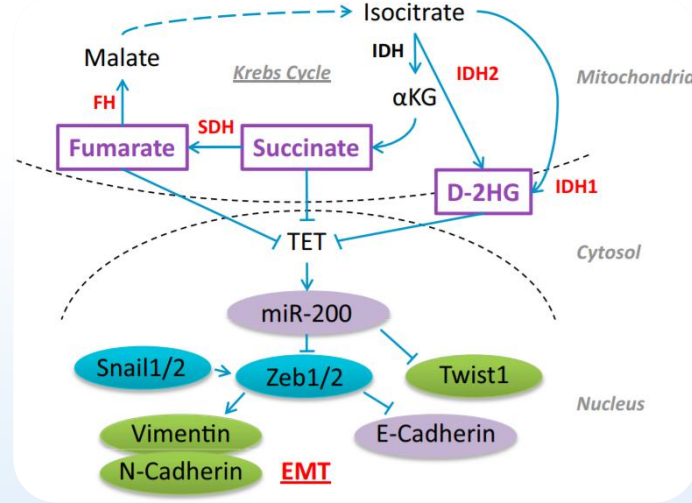 Isocitrate
Malate
IDH
Krebs Cycle
IDH2
Mitochondria
αKG
FH
SDH
Fumarate
Succinate
D-2HG
IDH1
TET
Cytosol
miR-200
Snail1/2
Zeb1/2
Twist1
Nucleus
Vimentin
E-Cadherin
N-Cadherin
EMT